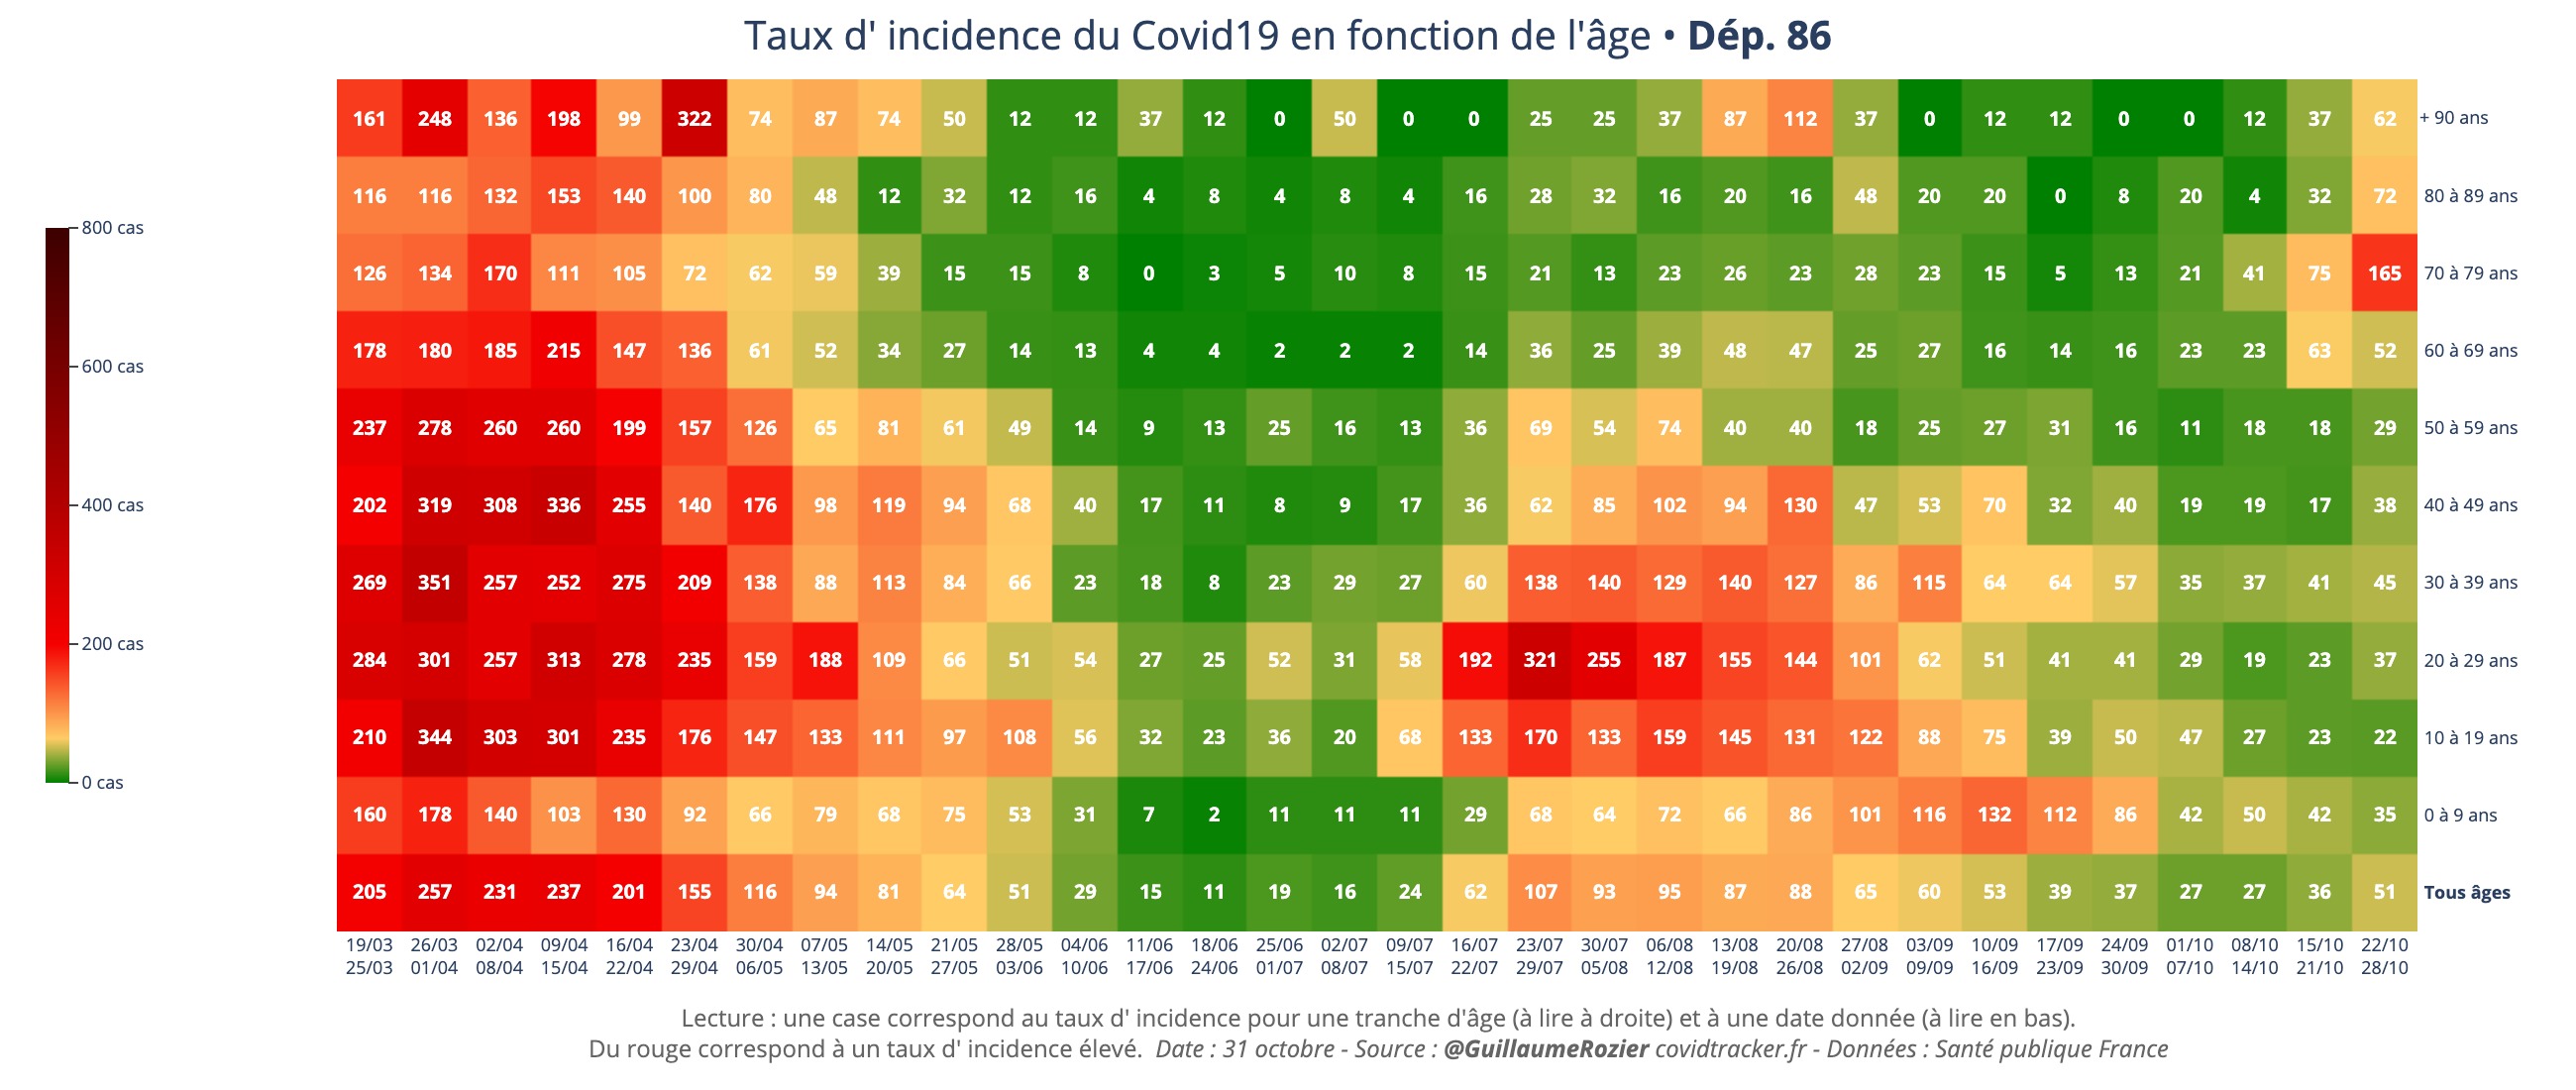 Taux d' incidence du Covid19 en fonction de l'âge • Dép. 86
800 cas
600 cas
400 cas
200 cas
0 cas
161 248 136 198 99 322 74 87 74 50 12 12 37 12 0 50 0 0 25 25 37 87 112 37 0 12 12 0 0 12 37 62 + 90 ans
116 116 132 153 140 100 80 48 12 32 12 16 4 8 4 8 4 16 28 32 16 20 16 48 20 20 0 8 20 4 32 72 80 à 89 ans
126 134 170 111 105 72 62 59 39 15 15 8 0 3 5 10 8 15 21 13 23 26 23 28 23 15 5 13 21 41 75 165 70 à 79 ans
178 180 185 215 147 136 61 52 34 27 14 13 4 4 2 2 2 14 36 25 39 48 47 25 27 16 14 16 23 23 63 52 60 à 69 ans
237 278 260 260 199 157 126 65 81 61 49 14 9 13 25 16 13 36 69 54 74 40 40 18 25 27 31 16 11 18 18 29 50 à 59 ans
202 319 308 336 255 140 176 98 119 94 68 40 17 11 8 9 17 36 62 85 102 94 130 47 53 70 32 40 19 19 17 38 40 à 49 ans
269 351 257 252 275 209 138 88 113 84 66 23 18 8 23 29 27 60 138 140 129 140 127 86 115 64 64 57 35 37 41 45 30 à 39 ans
284 301 257 313 278 235 159 188 109 66 51 54 27 25 52 31 58 192 321 255 187 155 144 101 62 51 41 41 29 19 23 37 20 à 29 ans
210 344 303 301 235 176 147 133 111 97 108 56 32 23 36 20 68 133 170 133 159 145 131 122 88 75 39 50 47 27 23 22 10 à 19 ans
160 178 140 103 130 92 66 79 68 75 53 31 7 2 11 11 11 29 68 64 72 66 86 101 116 132 112 86 42 50 42 35 0 à 9 ans
205 257 231 237 201 155 116 94 81 64 51 29 15 11 19 16 24 62 107 93 95 87 88 65 60 53 39 37 27 27 36 51 Tous âges
19/03 26/03 02/04 09/04 16/04 23/04 30/04 07/05 14/05 21/05 28/05 04/06 11/06 18/06 25/06 02/07 09/07 16/07 23/07 30/07 06/08 13/08 20/08 27/08 03/09 10/09 17/09 24/09 01/10 08/10 15/10 22/10
25/03 01/04 08/04 15/04 22/04 29/04 06/05 13/05 20/05 27/05 03/06 10/06 17/06 24/06 01/07 08/07 15/07 22/07 29/07 05/08 12/08 19/08 26/08 02/09 09/09 16/09 23/09 30/09 07/10 14/10 21/10 28/10
Lecture : une case correspond au taux d' incidence pour une tranche d'âge (à lire à droite) et à une date donnée (à lire en bas).
Du rouge correspond à un taux d' incidence élevé. Date : 31 octobre - Source : @GuillaumeRozier covidtracker.fr - Données : Santé publique France